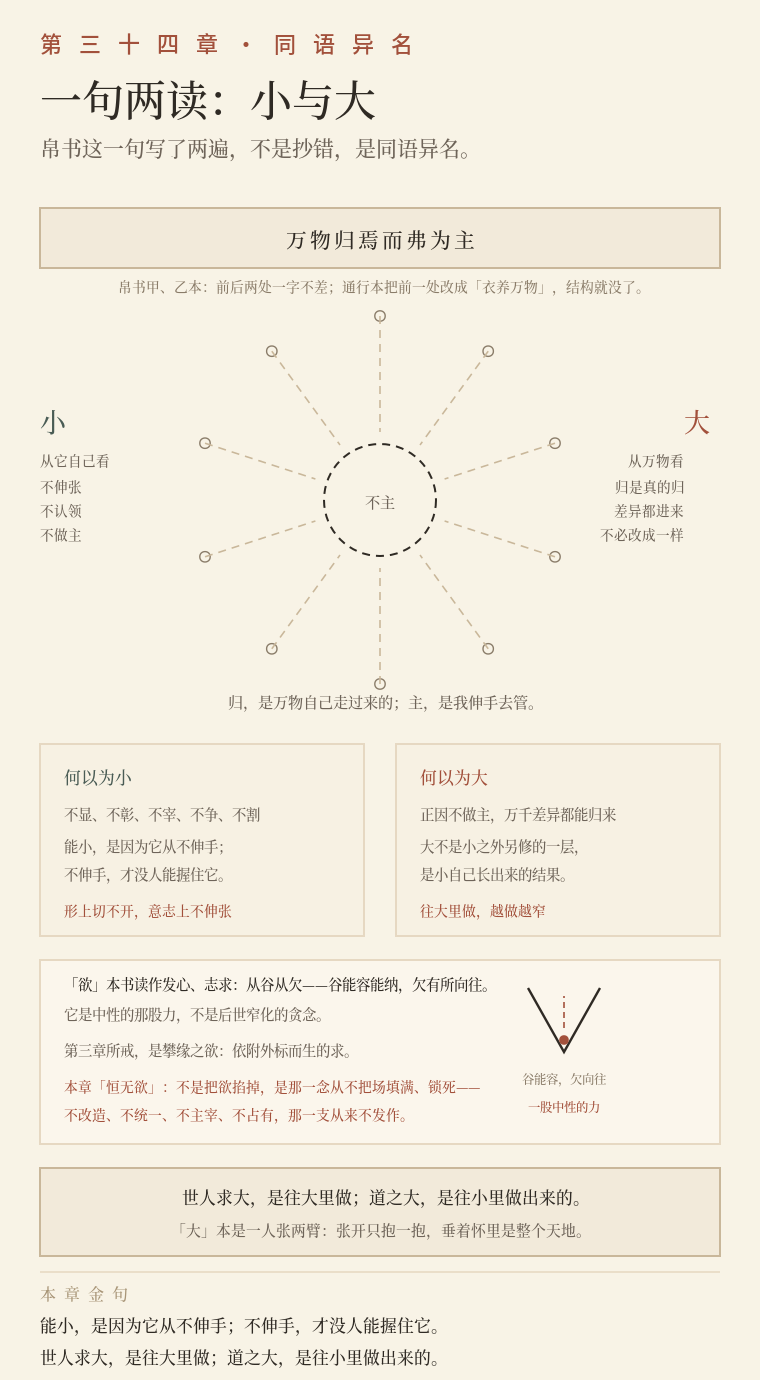 第三十四章·同语异名
一句两读：小与大
帛书这一句写了两遍，不是抄错，是同语异名。
万物归焉而弗为主
帛书甲、乙本：前后两处一字不差；通行本把前一处改成「衣养万物」，结构就没了。
小
从它自己看
不伸张
不认领
不做主
不主
大
从万物看
归是真的归
差异都进来
不必改成一样
归，是万物自己走过来的；主，是我伸手去管。
何以为小
不显、不彰、不宰、不争、不割
能小，是因为它从不伸手；
不伸手，才没人能握住它。
形上切不开，意志上不伸张
何以为大
正因不做主，万千差异都能归来
大不是小之外另修的一层，
是小自己长出来的结果。
往大里做，越做越窄
「欲」本书读作发心、志求：从谷从欠——谷能容能纳，欠有所向往。
它是中性的那股力，不是后世窄化的贪念。
第三章所戒，是攀缘之欲：依附外标而生的求。
本章「恒无欲」：不是把欲掐掉，是那一念从不把场填满、锁死——
不改造、不统一、不主宰、不占有，那一支从来不发作。
谷能容，欠向往
一股中性的力
世人求大，是往大里做；道之大，是往小里做出来的。
「大」本是一人张两臂：张开只抱一抱，垂着怀里是整个天地。
本章金句
能小，是因为它从不伸手；不伸手，才没人能握住它。
世人求大，是往大里做；道之大，是往小里做出来的。